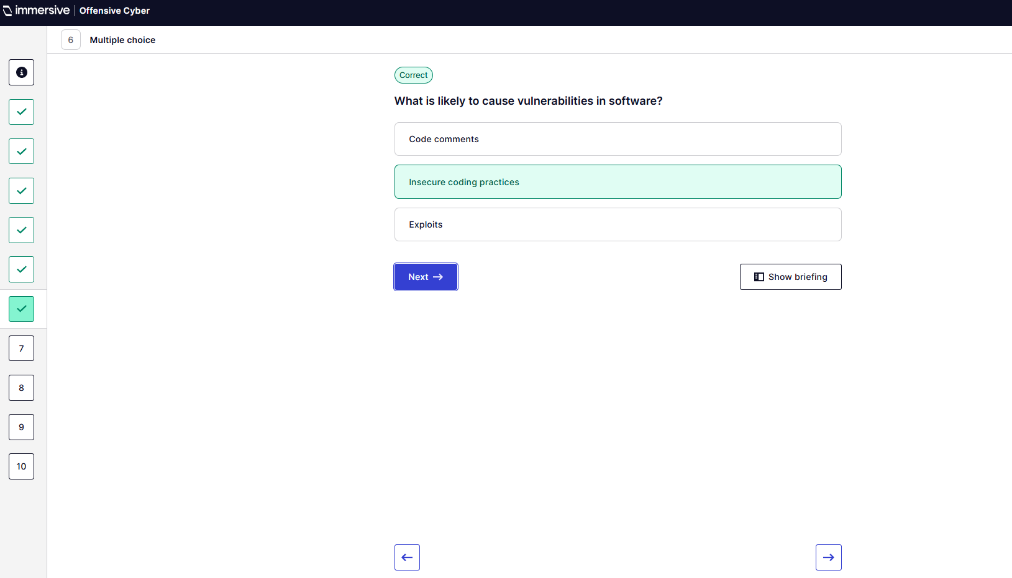 immersive Offensive Cyber
6 Multiple choice
Correct
What is likely to cause vulnerabilities in software?
Code comments
Insecure coding practices
Exploits
Next →
Show briefing
7
8
9
10